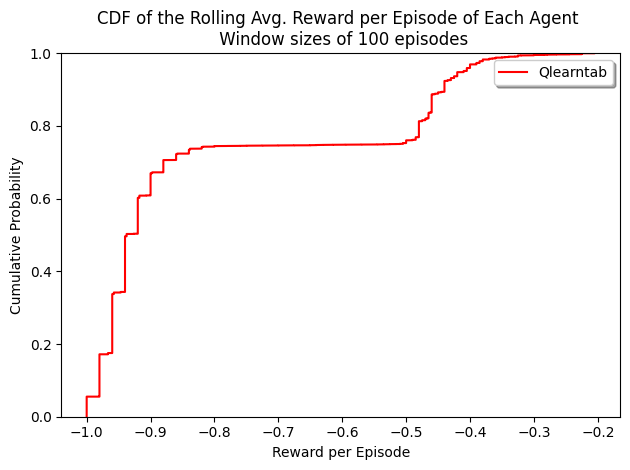 CDF of the Rolling Avg. Reward per Episode of Each Agent
Window sizes of 100 episodes
Qlearntab
1.0
0.8
0.6
0.4
0.2
0.0
Cumulative Probability
−1.0 −0.9 −0.8 −0.7 −0.6 −0.5 −0.4 −0.3 −0.2
Reward per Episode